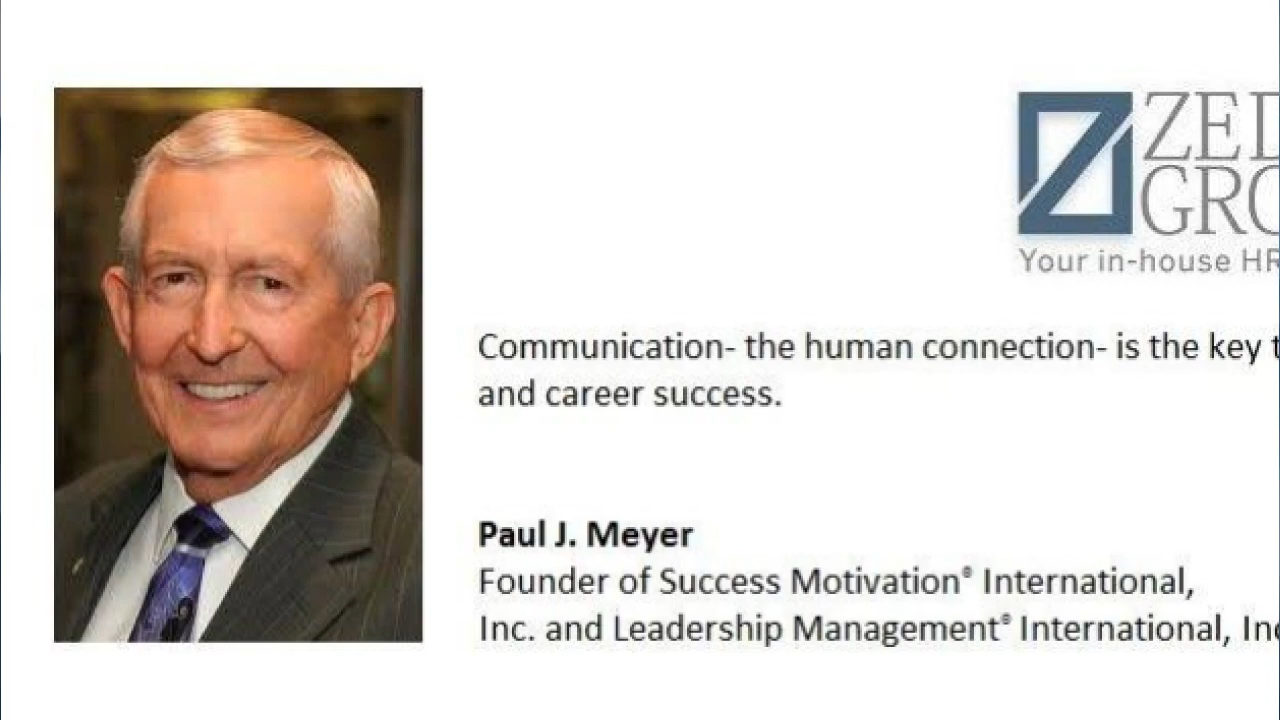 ZED
GRO
Your in-house HR
Communication- the human connection- is the key t
and career success.
Paul J. Meyer
Founder of Success Motivation® International,
Inc. and Leadership Management® International, Inc